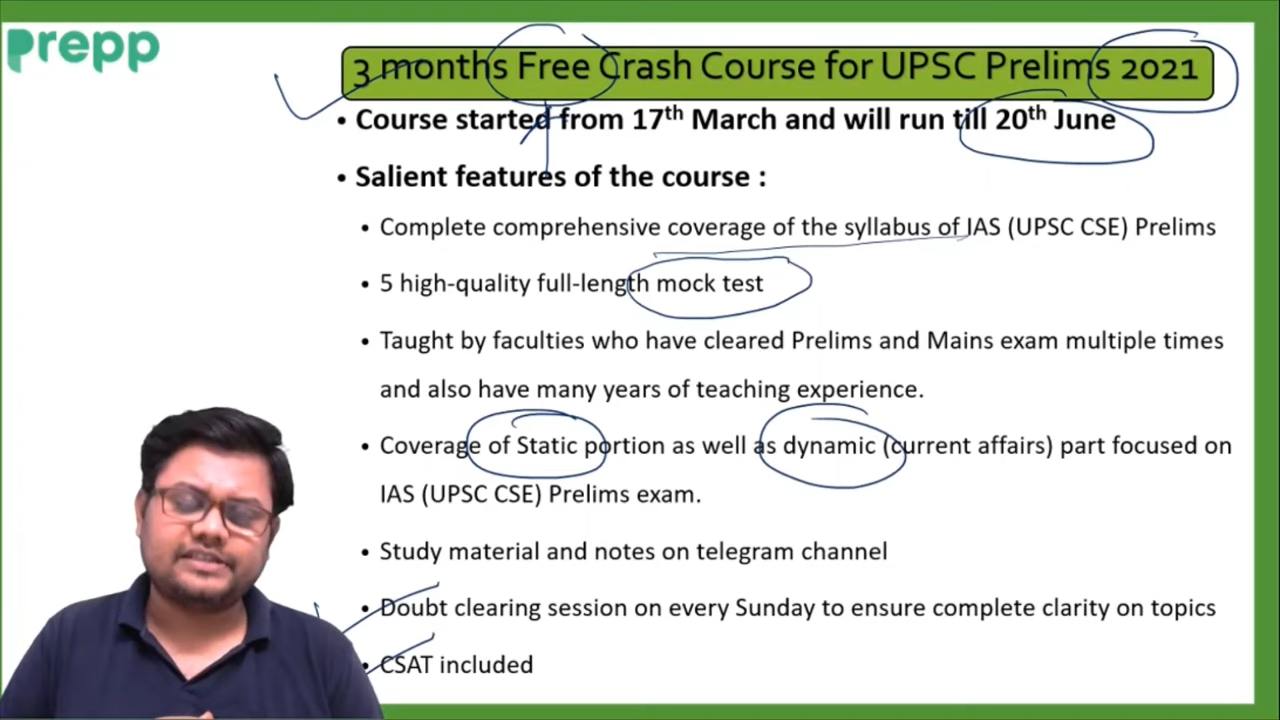 Prepp
3 months Free Crash Course for UPSC Prelims 2021
• Course started from 17th March and will run till 20th June
• Salient features of the course :
• Complete comprehensive coverage of the syllabus of IAS (UPSC CSE) Prelims
• 5 high-quality full-length mock test
• Taught by faculties who have cleared Prelims and Mains exam multiple times
and also have many years of teaching experience.
• Coverage of Static portion as well as dynamic (current affairs) part focused on
IAS (UPSC CSE) Prelims exam.
• Study material and notes on telegram channel
• Doubt clearing session on every Sunday to ensure complete clarity on topics
• CSAT included